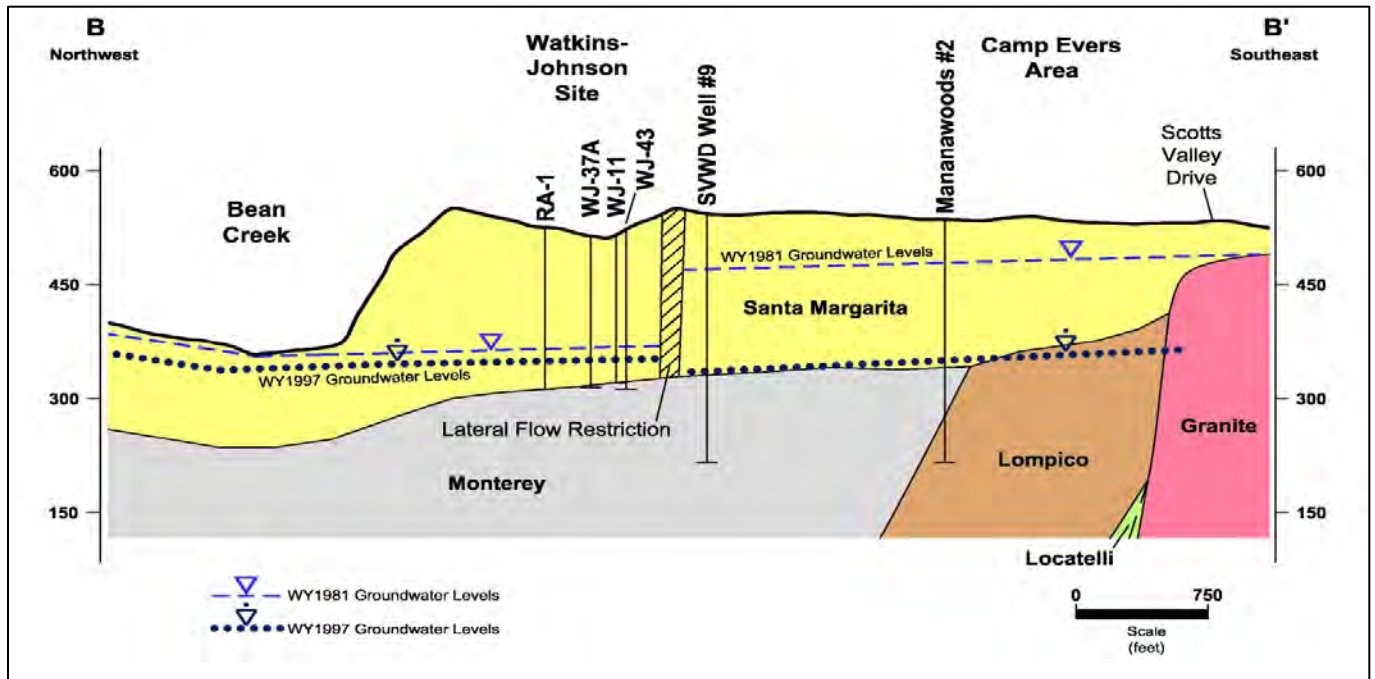 B
Northwest
Watkins-
Johnson
Site
Camp Evers
Area
B'
Southeast
Bean
Creek
RA-1
WJ-37A
WJ-11
WJ-43
SVWD Well #9
Mananawoods #2
Scotts
Valley
Drive
600
600
WY1981 Groundwater Levels
450
450
Santa Margarita
WY1997 Groundwater Levels
300
300
Lateral Flow Restriction
Granite
Lompico
Monterey
150
150
Locatelli
WY1981 Groundwater Levels
WY1997 Groundwater Levels
0
750
Scale
(feet)